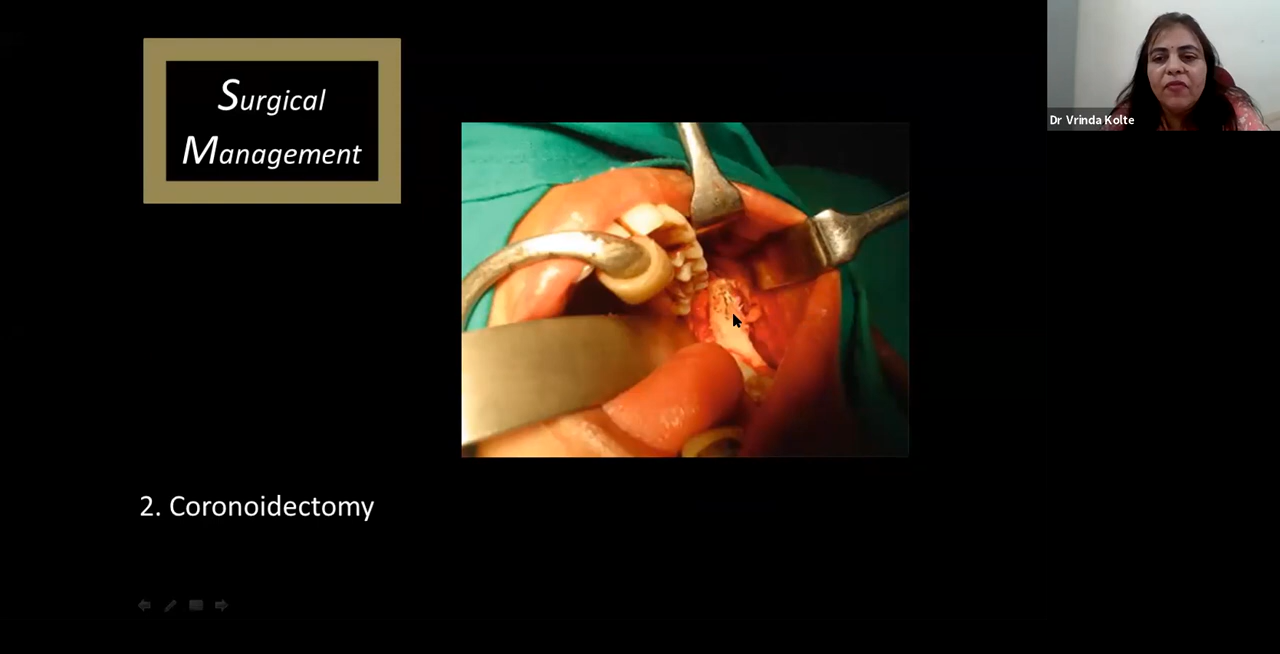 Surgical
Management
Dr Vrinda Kolte
2. Coronoidectomy